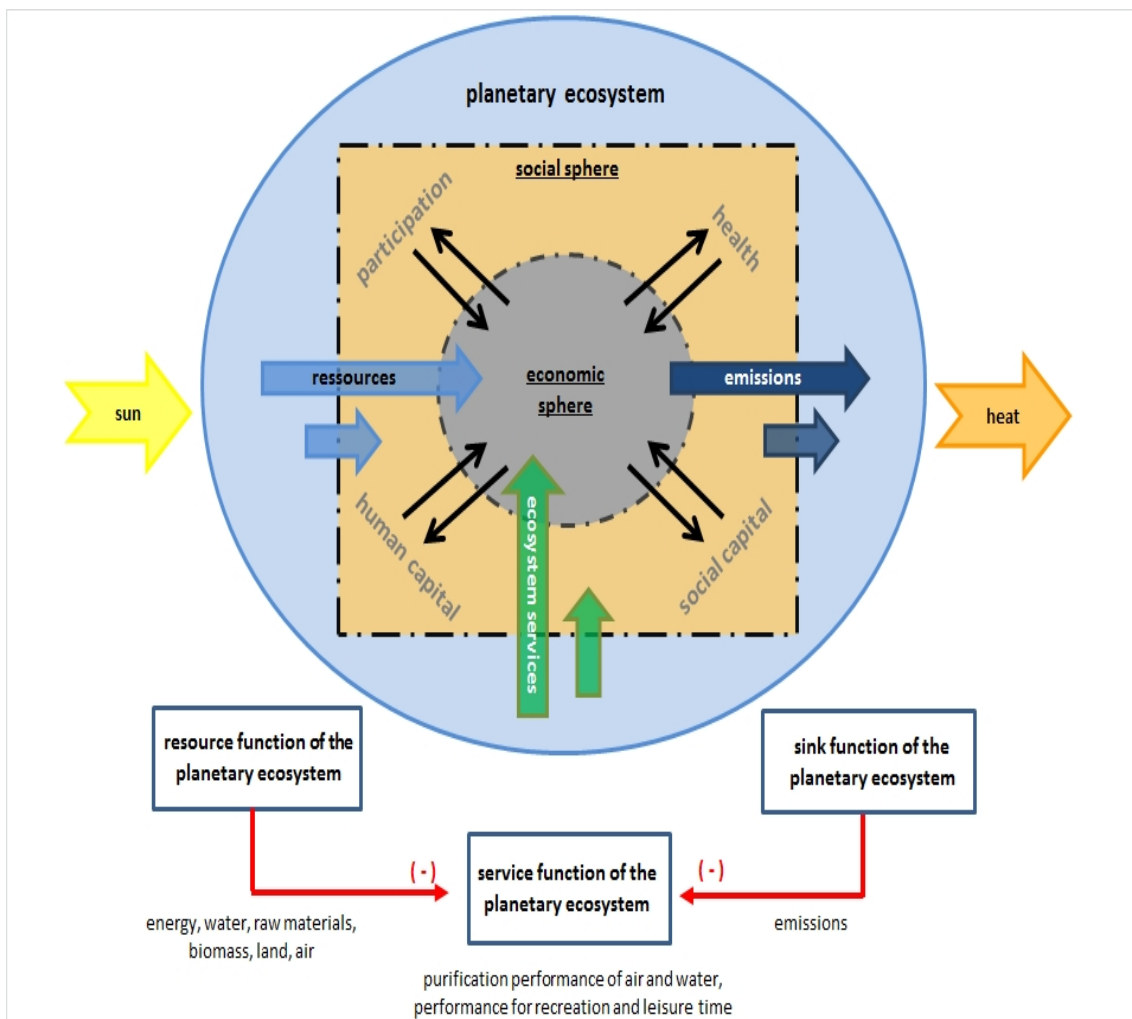 planetary ecosystem
social sphere
participation
health
ressources
economic
sphere
emissions
sun
heat
human capital
ecosystem services
social capital
resource function of the
planetary ecosystem
sink function of the
planetary ecosystem
( - )
service function of the
planetary ecosystem
( - )
energy, water, raw materials,
biomass, land, air
emissions
purification performance of air and water,
performance for recreation and leisure time